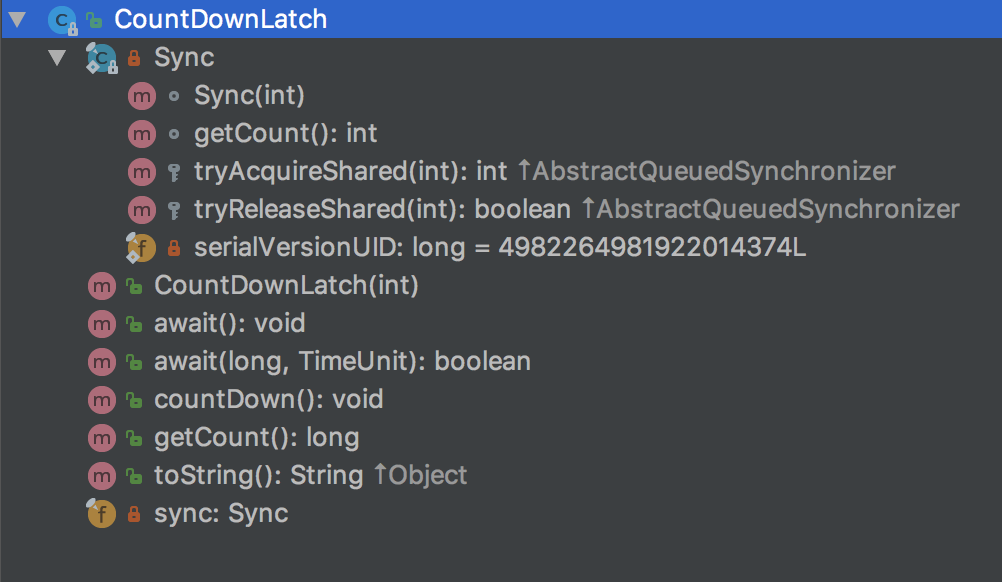 CountDownLatch
Sync
Sync(int)
getCount(): int
tryAcquireShared(int): int ↑AbstractQueuedSynchronizer
tryReleaseShared(int): boolean ↑AbstractQueuedSynchronizer
serialVersionUID: long = 4982264981922014374L
CountDownLatch(int)
await(): void
await(long, TimeUnit): boolean
countDown(): void
getCount(): long
toString(): String ↑Object
sync: Sync